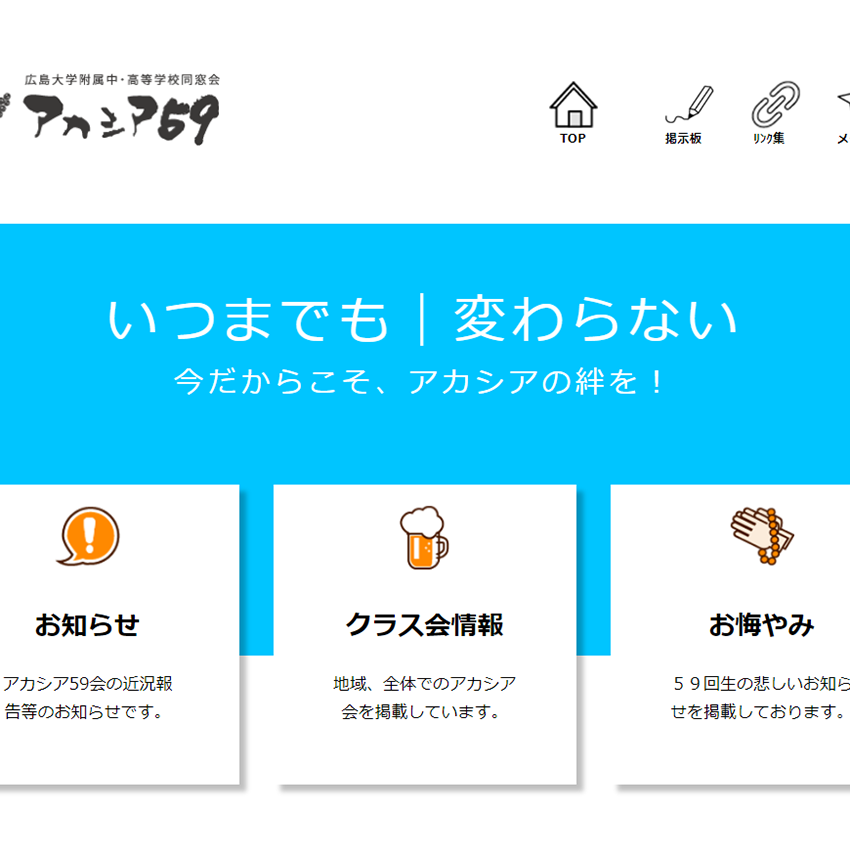 広島大学附属中・高等学校同窓会
アカシア59
TOP
掲示板
ﾘﾝｸ集
メ
いつまでも｜変わらない
今だからこそ、アカシアの絆を！
お知らせ
アカシア59会の近況報
告等のお知らせです。
クラス会情報
地域、全体でのアカシア
会を掲載しています。
お悔やみ
５９回生の悲しいお知ら
せを掲載しております。